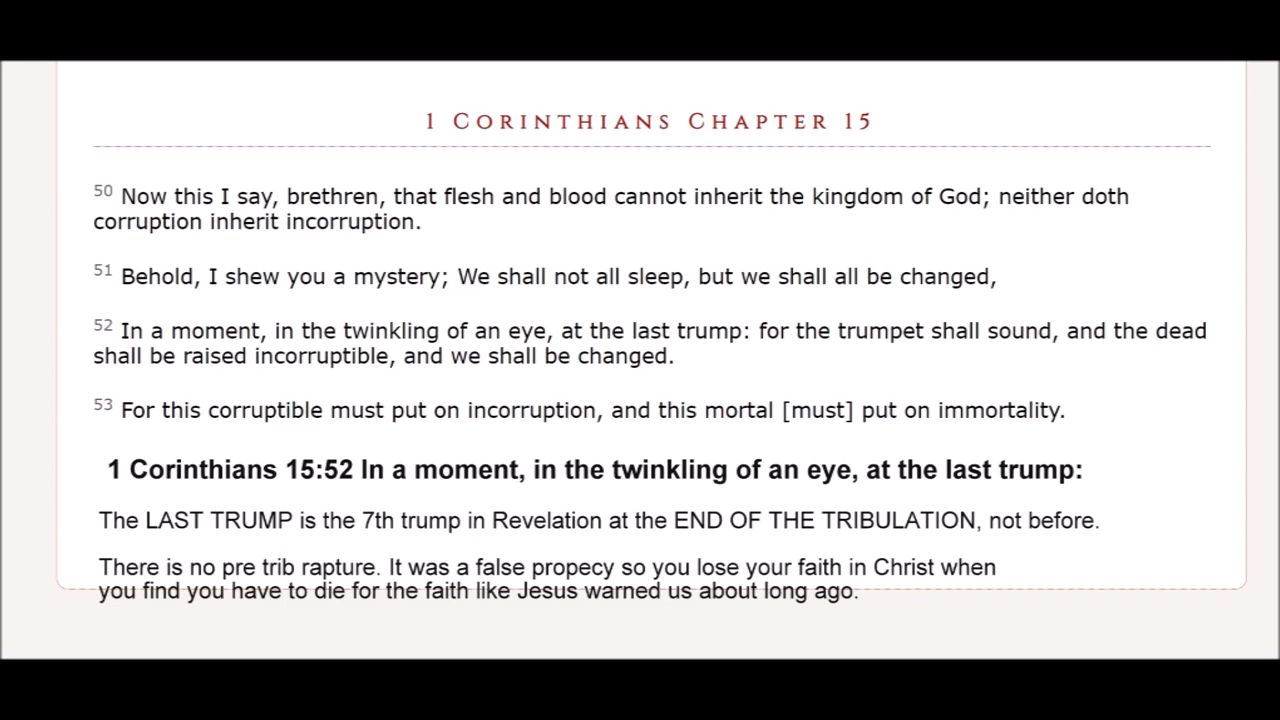 1 Corinthians Chapter 15
50 Now this I say, brethren, that flesh and blood cannot inherit the kingdom of God; neither doth
corruption inherit incorruption.
51 Behold, I shew you a mystery; We shall not all sleep, but we shall all be changed,
52 In a moment, in the twinkling of an eye, at the last trump: for the trumpet shall sound, and the dead
shall be raised incorruptible, and we shall be changed.
53 For this corruptible must put on incorruption, and this mortal [must] put on immortality.
1 Corinthians 15:52 In a moment, in the twinkling of an eye, at the last trump:
The LAST TRUMP is the 7th trump in Revelation at the END OF THE TRIBULATION, not before.
There is no pre trib rapture. It was a false propecy so you lose your faith in Christ when
you find you have to die for the faith like Jesus warned us about long ago.